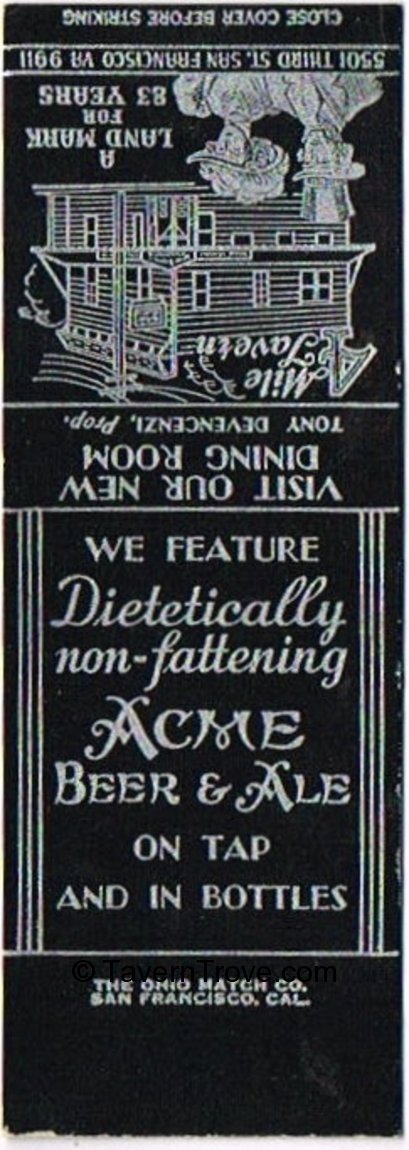 CLOSE COVER BEFORE STRIKING
5501 THIRD ST. SAN FRANCISCO VA 9911
A
LAND MARK
FOR
83 YEARS
4 Mile
Tavern
VISIT OUR NEW
DINING ROOM
TONY DEVENCENZI, Prop.
WE FEATURE
Dietetically
non-fattening
ACME
BEER & ALE
ON TAP
AND IN BOTTLES
© TavernTrove.com
THE OHIO MATCH CO.
SAN FRANCISCO, CAL.